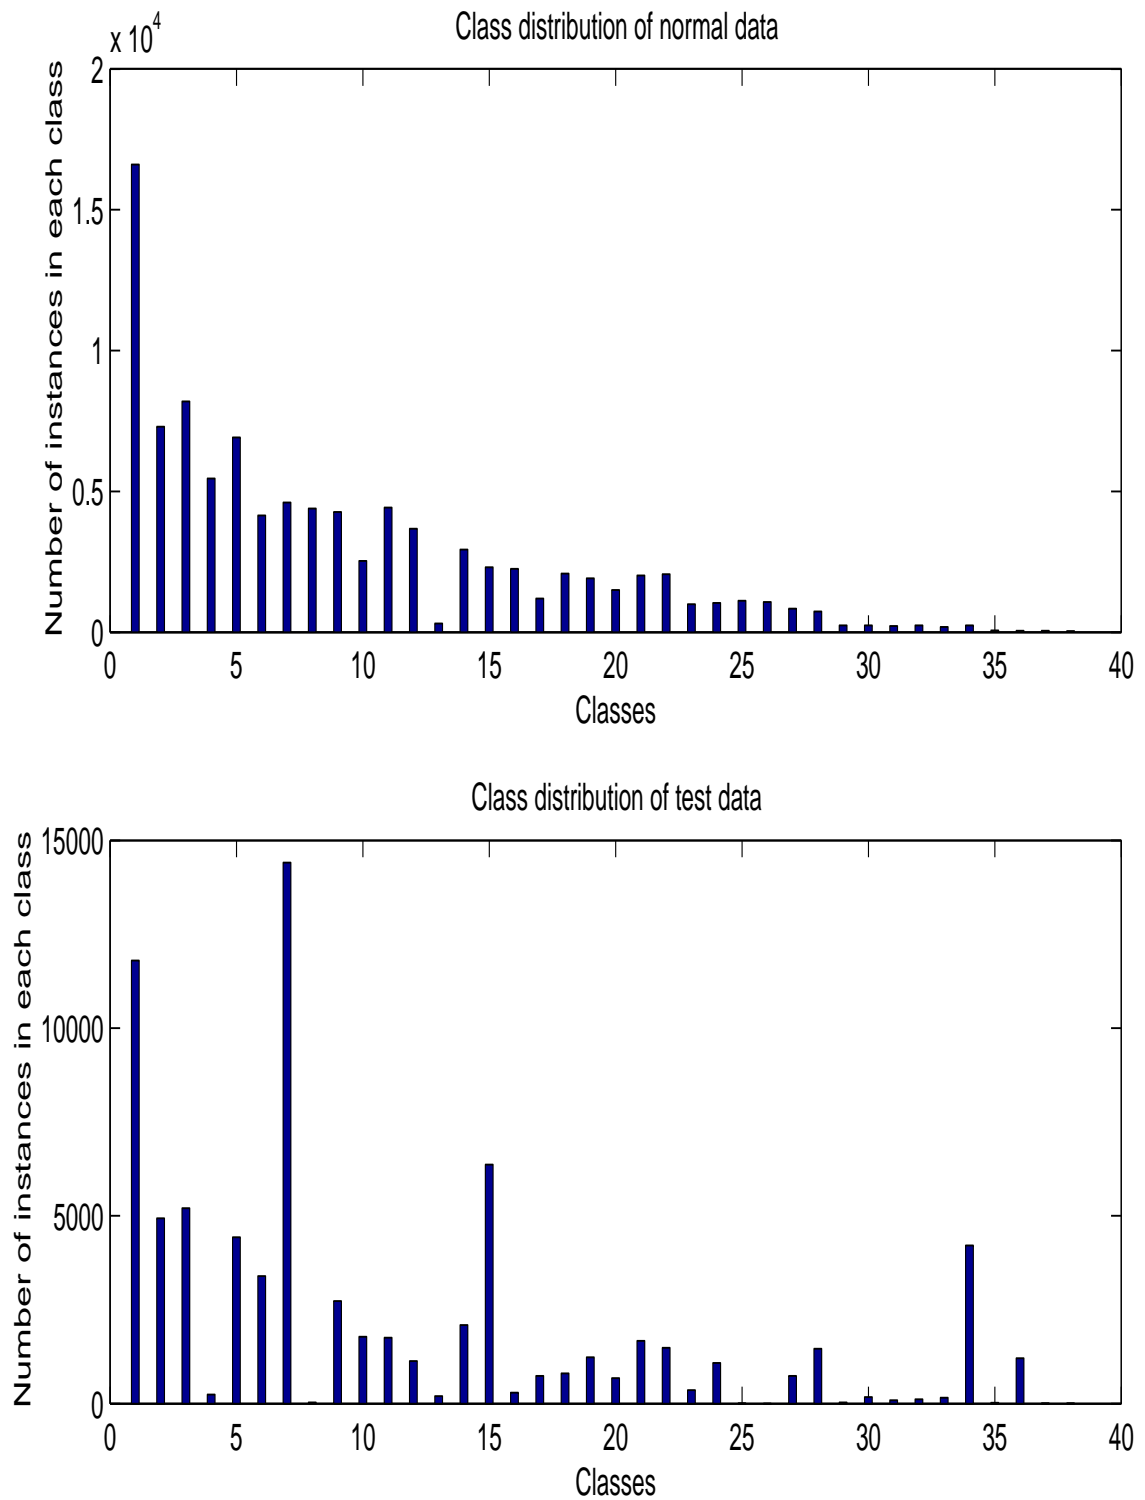 Class distribution of normal data
x 10^4
Number of instances in each class
2
1.5
1
0.5
0
0 5 10 15 20 25 30 35 40
Classes
Class distribution of test data
Number of instances in each class
15000
10000
5000
0
0 5 10 15 20 25 30 35 40
Classes